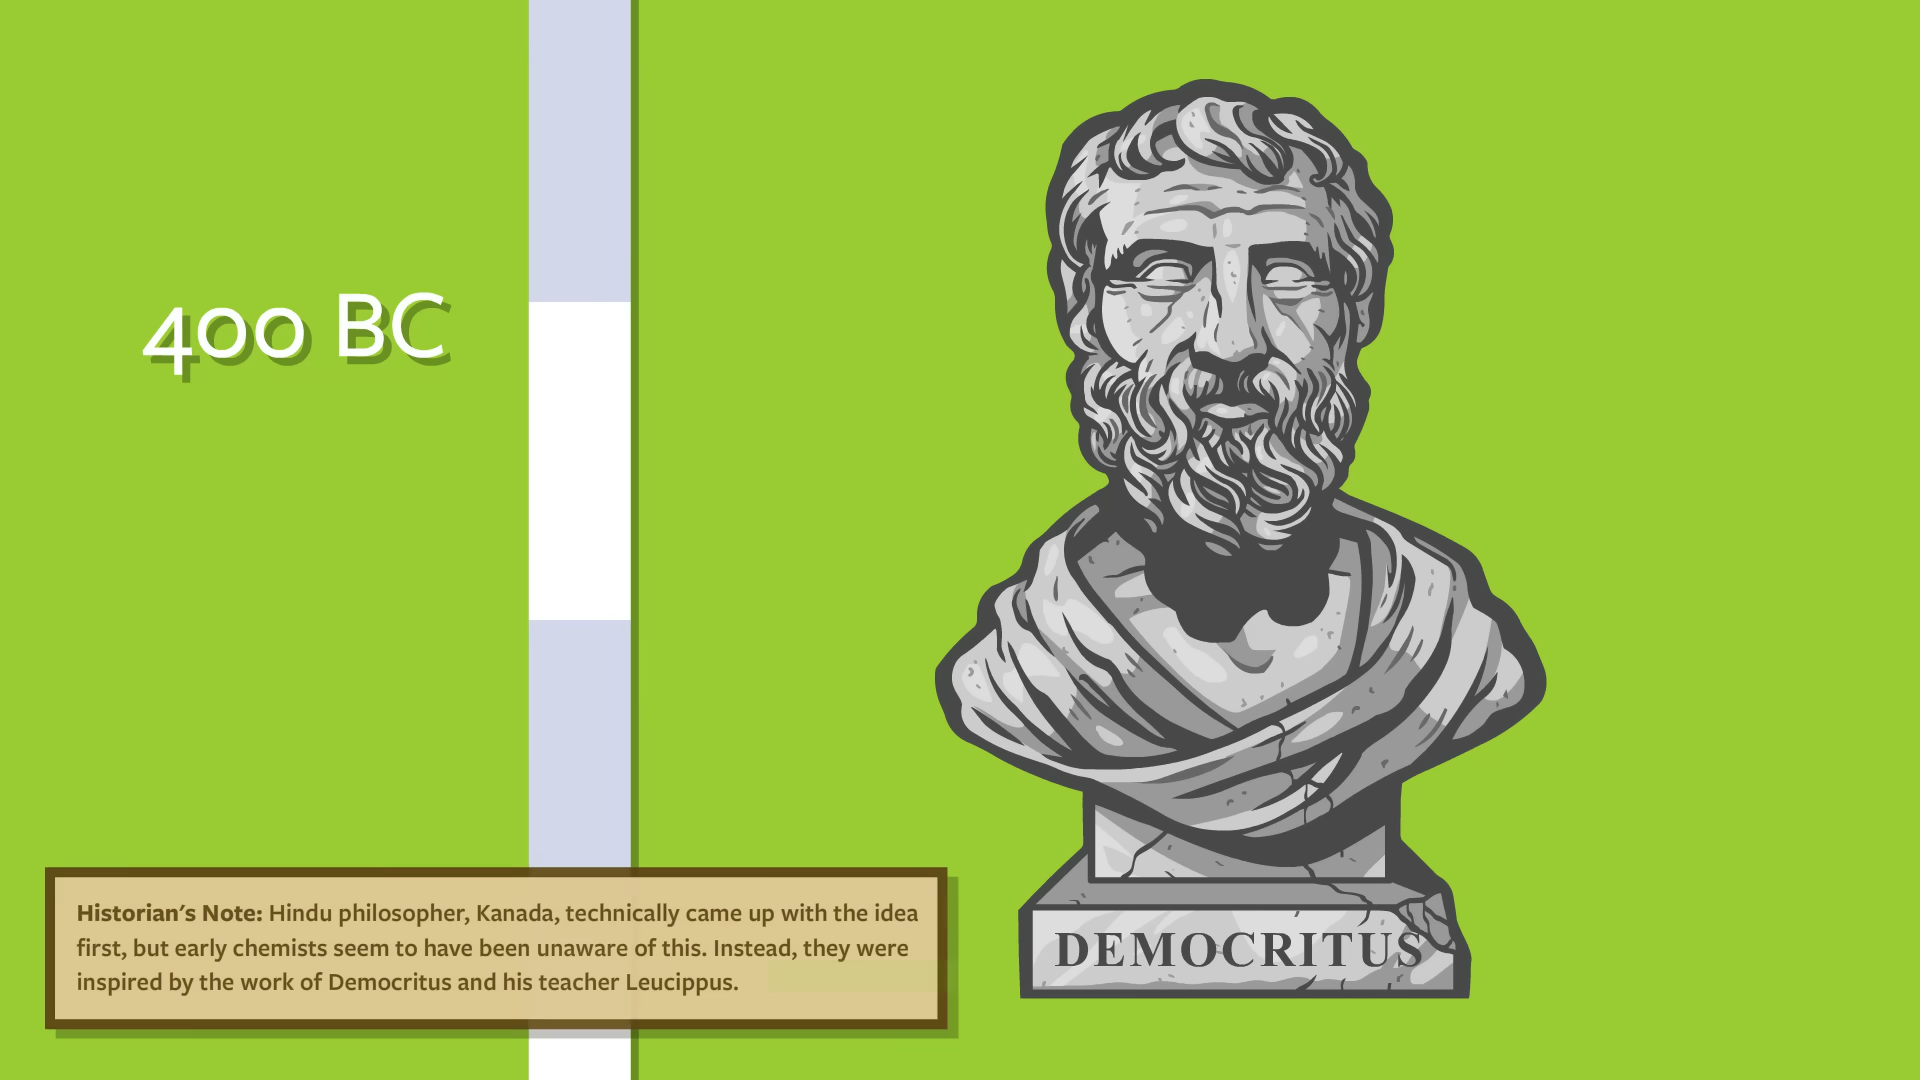 400 BC
Historian's Note: Hindu philosopher, Kanada, technically came up with the idea
first, but early chemists seem to have been unaware of this. Instead, they were
inspired by the work of Democritus and his teacher Leucippus.
DEMOCRITUS